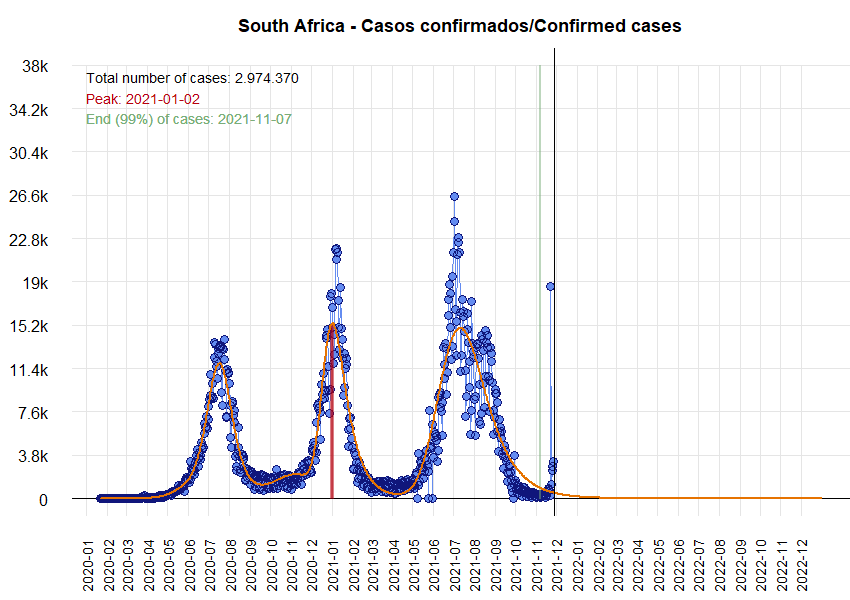 South Africa - Casos confirmados/Confirmed cases
38k
Total number of cases: 2.974.370
Peak: 2021-01-02
End (99%) of cases: 2021-11-07
34.2k
30.4k
26.6k
22.8k
19k
15.2k
11.4k
7.6k
3.8k
0
2020-01
2020-02
2020-03
2020-04
2020-05
2020-06
2020-07
2020-08
2020-09
2020-10
2020-11
2020-12
2021-01
2021-02
2021-03
2021-04
2021-05
2021-06
2021-07
2021-08
2021-09
2021-10
2021-11
2021-12
2022-01
2022-02
2022-03
2022-04
2022-05
2022-06
2022-07
2022-08
2022-09
2022-10
2022-11
2022-12